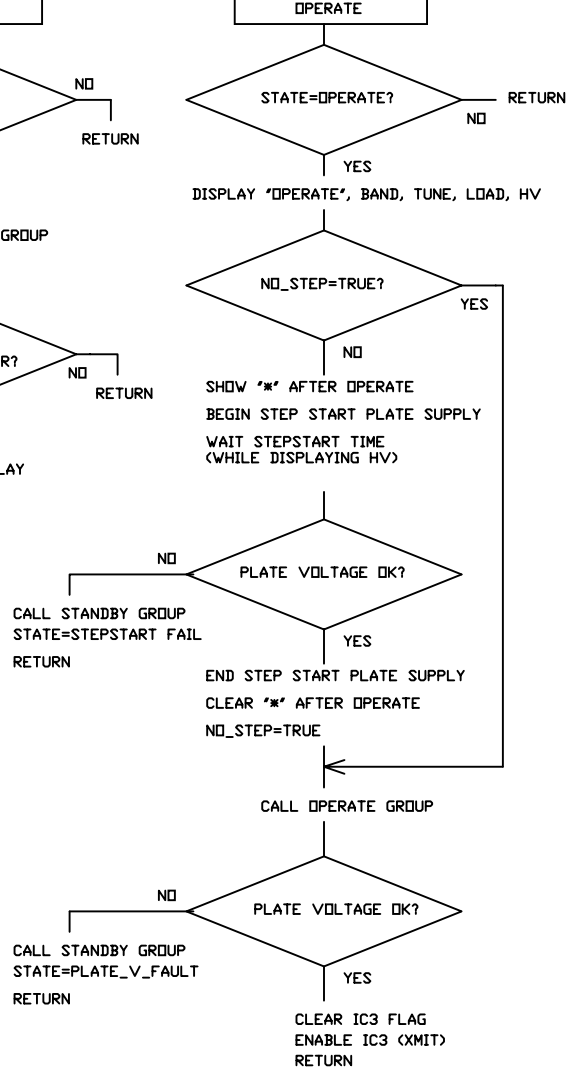 OPERATE
NO
RETURN
GROUP
R?
NO
RETURN
LAY
STATE=OPERATE?
RETURN
NO
YES
DISPLAY "OPERATE", BAND, TUNE, LOAD, HV
NO_STEP=TRUE?
YES
NO
SHOW "*" AFTER OPERATE
BEGIN STEP START PLATE SUPPLY
WAIT STEPSTART TIME
(WHILE DISPLAYING HV)
NO
PLATE VOLTAGE OK?
CALL STANDBY GROUP
STATE=STEPSTART FAIL
RETURN
YES
END STEP START PLATE SUPPLY
CLEAR "*" AFTER OPERATE
NO_STEP=TRUE
CALL OPERATE GROUP
NO
PLATE VOLTAGE OK?
CALL STANDBY GROUP
STATE=PLATE_V_FAULT
RETURN
YES
CLEAR IC3 FLAG
ENABLE IC3 (XMIT)
RETURN